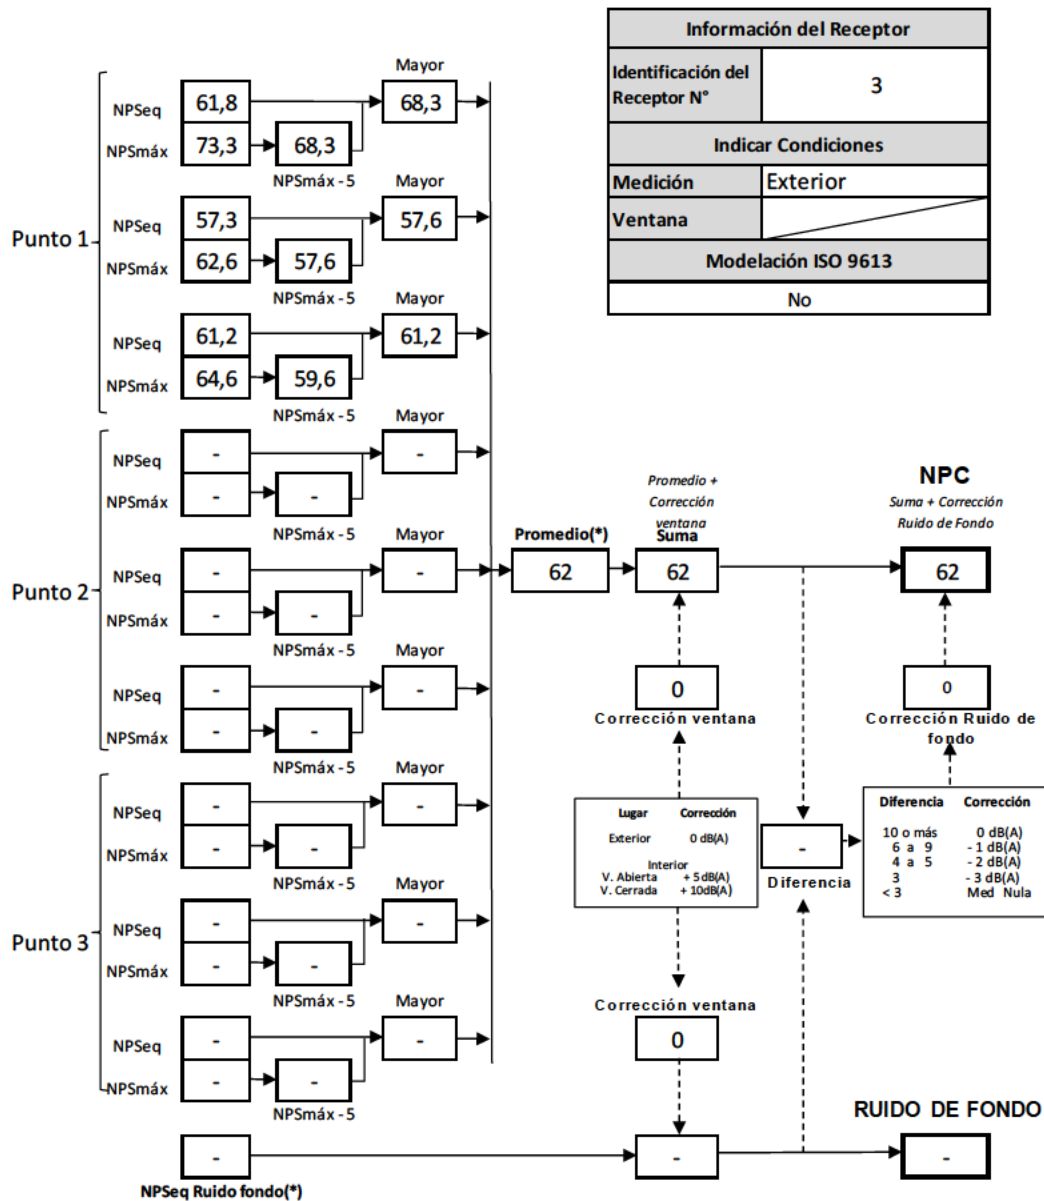 Información del Receptor
Identificación del Receptor N° 3
Indicar Condiciones
Medición Exterior
Ventana
Modelación ISO 9613
No
Punto 1
Mayor
NPSeq 61,8 68,3
NPSmáx 73,3 68,3
NPSmáx - 5
Mayor
NPSeq 57,3 57,6
NPSmáx 62,6 57,6
NPSmáx - 5
Mayor
NPSeq 61,2 61,2
NPSmáx 64,6 59,6
NPSmáx - 5
Punto 2
Mayor
NPSeq - -
NPSmáx - -
NPSmáx - 5
Mayor
NPSeq - -
NPSmáx - -
NPSmáx - 5
Mayor
NPSeq - -
NPSmáx - -
NPSmáx - 5
Punto 3
Mayor
NPSeq - -
NPSmáx - -
NPSmáx - 5
Mayor
NPSeq - -
NPSmáx - -
NPSmáx - 5
Mayor
NPSeq - -
NPSmáx - -
NPSmáx - 5
-
NPSeq Ruido fondo(*)
Promedio(*)
62
Promedio +
Corrección
ventana
Suma
62
NPC
Suma + Corrección
Ruido de Fondo
62
0
Corrección ventana
0
Corrección Ruido de
fondo
Lugar Corrección
Exterior 0 dB(A)
Interior
V. Abierta + 5dB(A)
V. Cerrada + 10dB(A)
-
Diferencia
Diferencia Corrección
10 o más 0 dB(A)
6 a 9 - 1 dB(A)
4 a 5 - 2 dB(A)
3 - 3 dB(A)
< 3 Med Nula
Corrección ventana
0
-
RUIDO DE FONDO
-